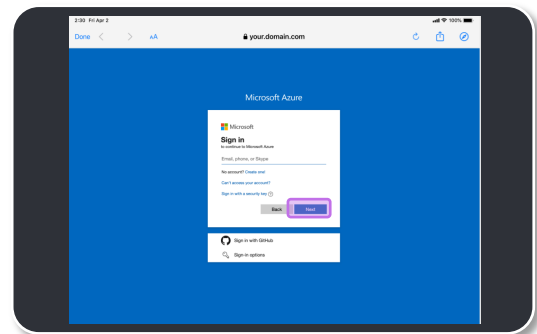 2:30 Fri Apr 2
100%
Done
AA
your.domain.com
Microsoft Azure
Microsoft
Sign in
to continue to Microsoft Azure
Email, phone, or Skype
No account? Create one!
Can't access your account?
Sign in with a security key
Back
Next
Sign in with GitHub
Sign-in options